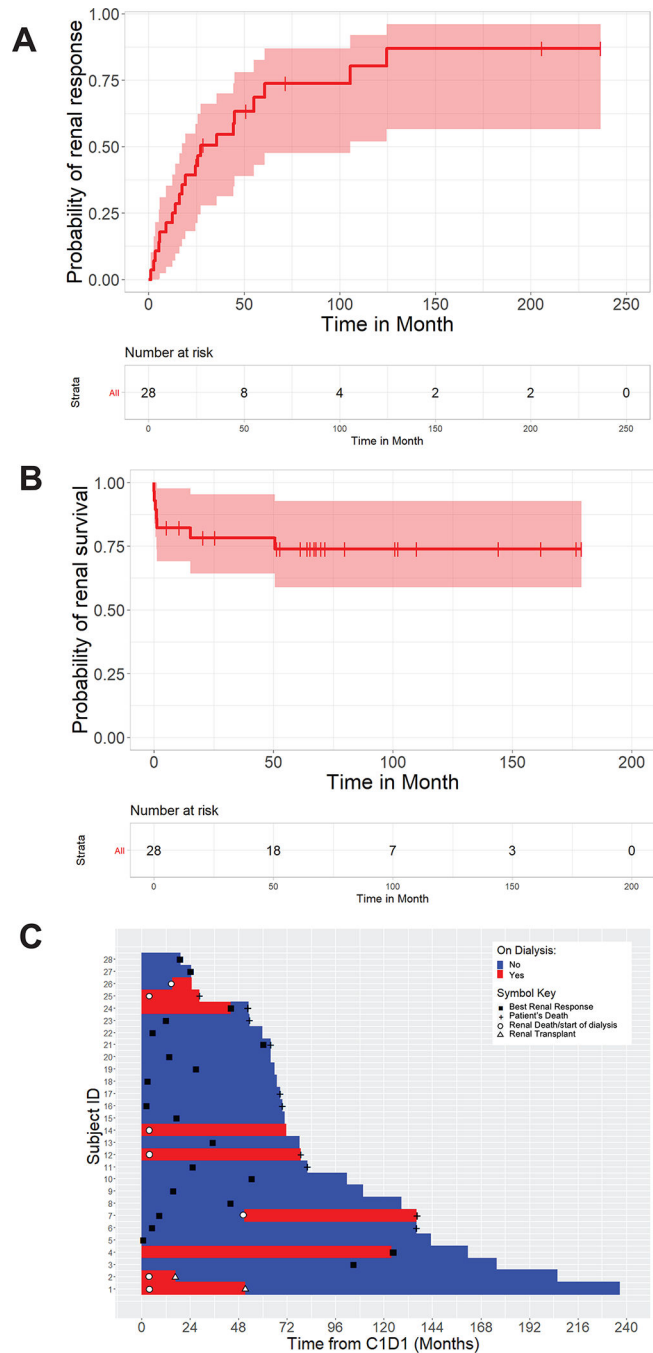 A
Probability of renal response
1.00
0.75
0.50
0.25
0.00
0 50 100 150 200 250
Time in Month
Number at risk
Strata
All 28 8 4 2 2 0
0 50 100 150 200 250
Time in Month
B
Probability of renal survival
1.00
0.75
0.50
0.25
0.00
0 50 100 150 200
Time in Month
Number at risk
Strata
All 28 18 7 3 0
0 50 100 150 200
Time in Month
C
On Dialysis:
No
Yes
Symbol Key
Best Renal Response
Patient's Death
Renal Death/start of dialysis
Renal Transplant
Subject ID
28
27
26
25
24
23
22
21
20
19
18
17
16
15
14
13
12
11
10
9
8
7
6
5
4
3
2
1
0 24 48 72 96 120 144 168 192 216 240
Time from C1D1 (Months)